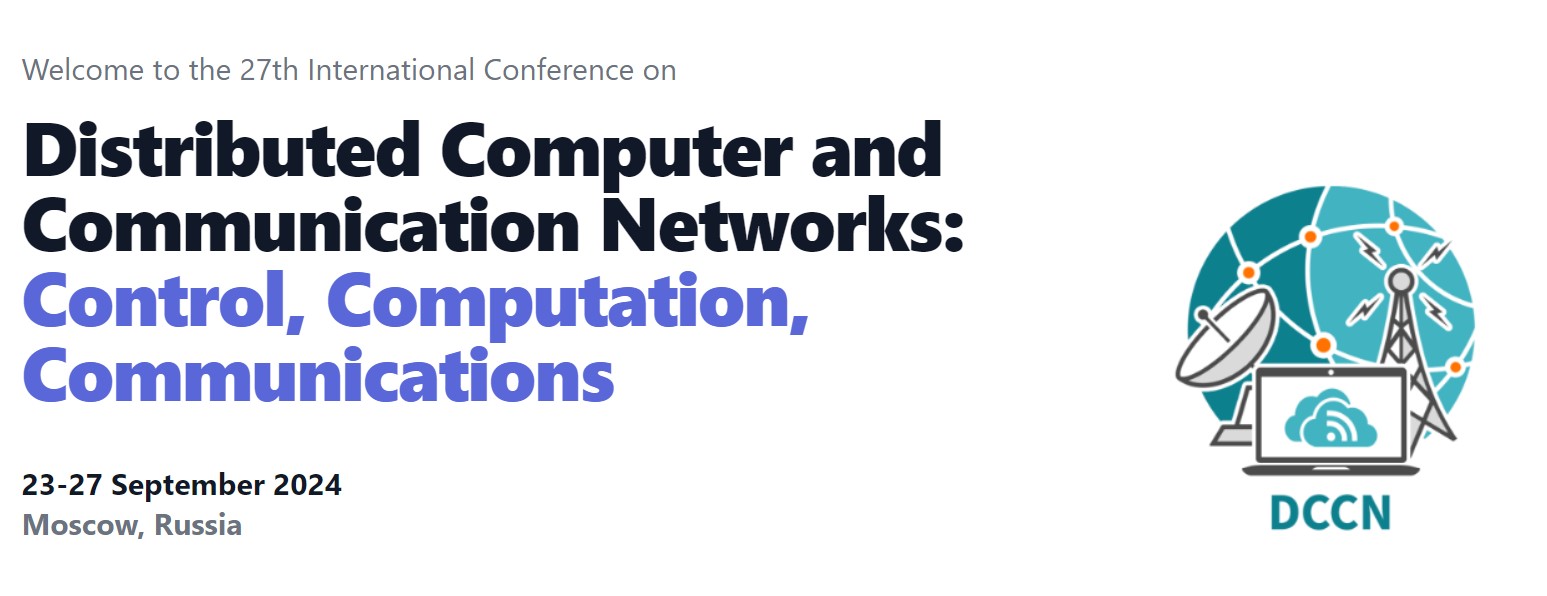 Welcome to the 27th International Conference on
Distributed Computer and
Communication Networks:
Control, Computation,
Communications
23-27 September 2024
Moscow, Russia
DCCN